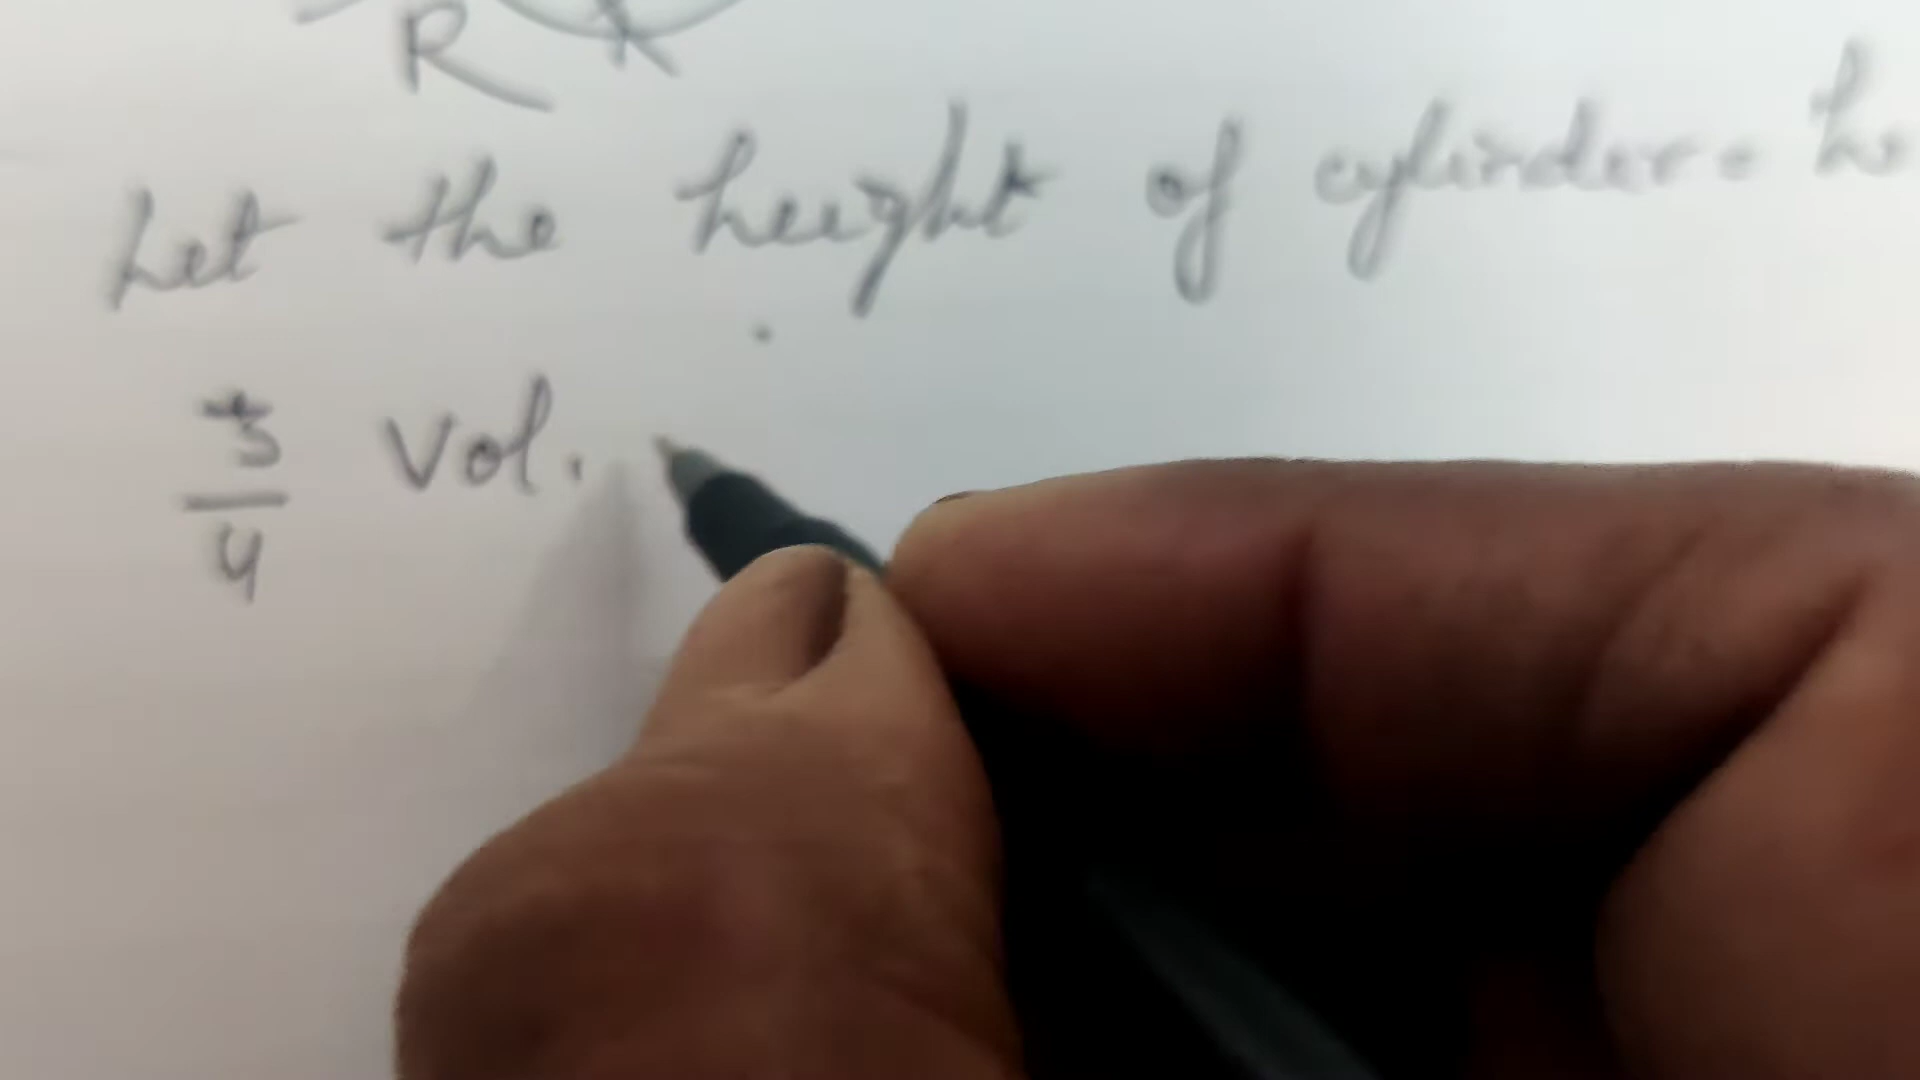 R
Let the height of cylinder = h
3/4 Vol.